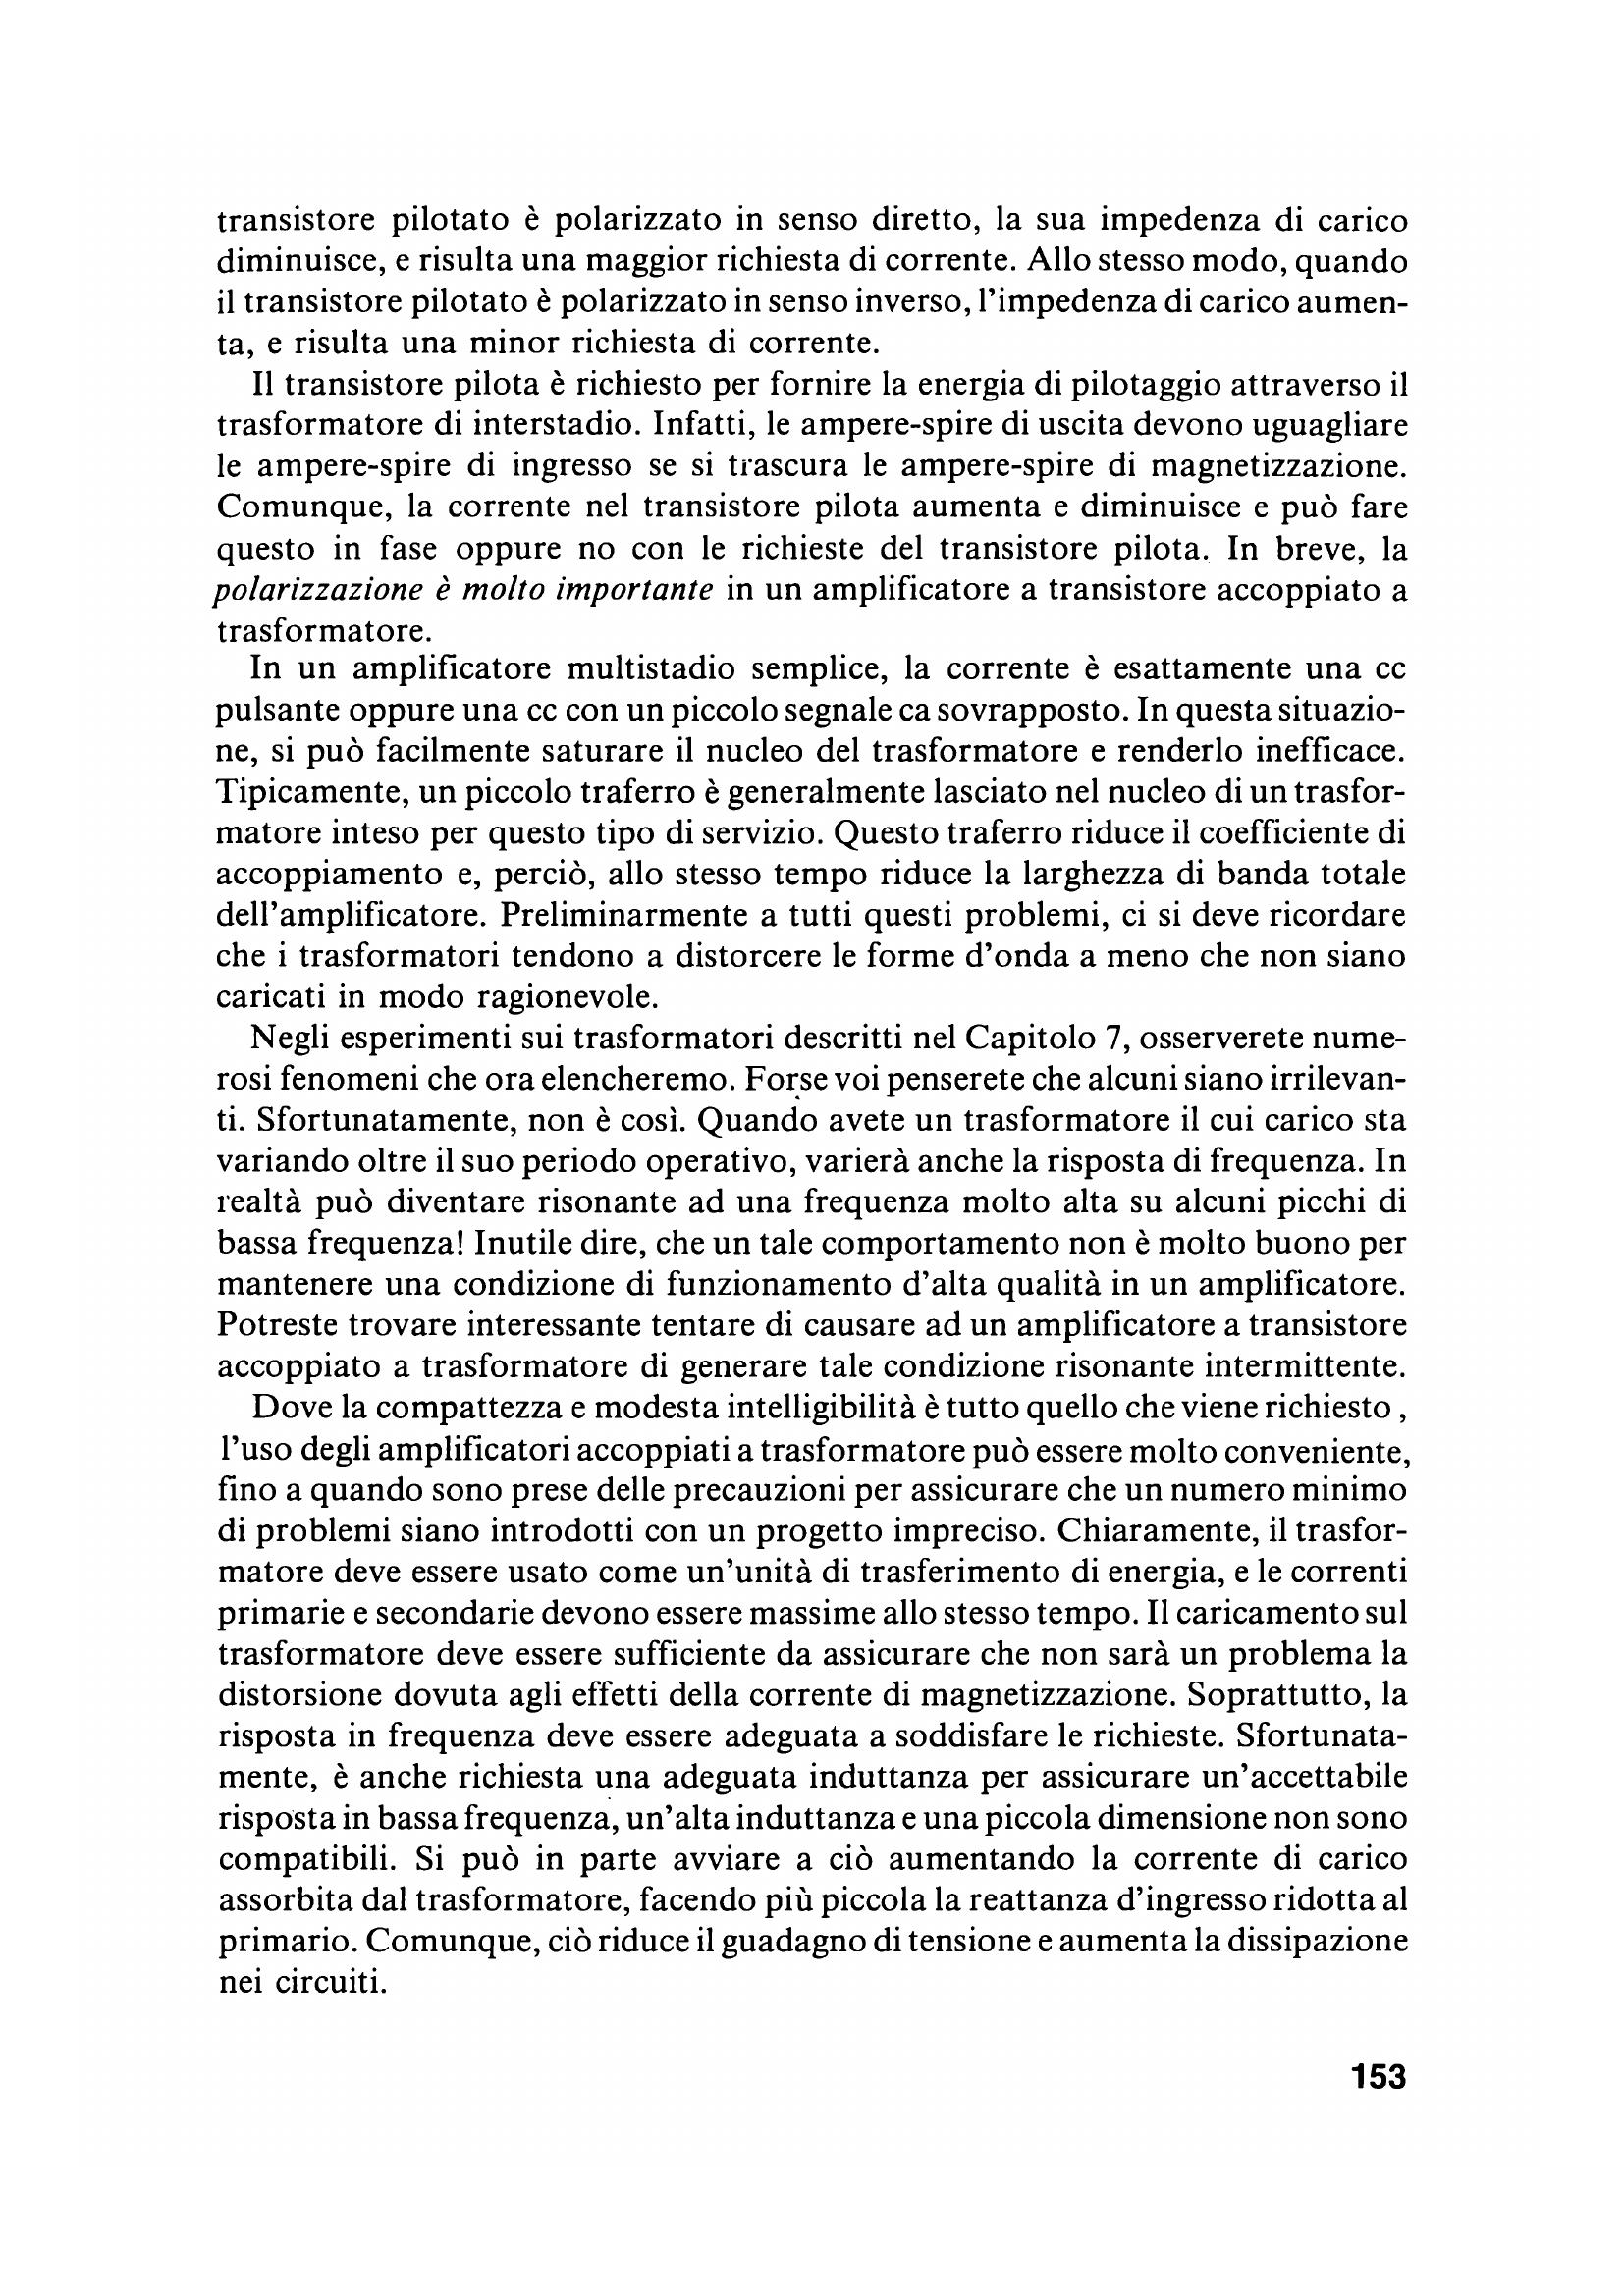 transistore pilotato è polarizzato in senso diretto, la sua impedenza di carico
diminuisce, e risulta una maggior richiesta di corrente. Allo stesso modo, quando
il transistore pilotato è polarizzato in senso inverso, l'impedenza di carico aumen-
ta, e risulta una minor richiesta di corrente.
Il transistore pilota è richiesto per fornire la energia di pilotaggio attraverso il
trasformatore di interstadio. Infatti, le ampere-spire di uscita devono uguagliare
le ampere-spire di ingresso se si trascura le ampere-spire di magnetizzazione.
Comunque, la corrente nel transistore pilota aumenta e diminuisce e può fare
questo in fase oppure no con le richieste del transistore pilota. In breve, la
polarizzazione è molto importante in un amplificatore a transistore accoppiato a
trasformatore.
In un amplificatore multistadio semplice, la corrente è esattamente una cc
pulsante oppure una cc con un piccolo segnale ca sovrapposto. In questa situazio-
ne, si può facilmente saturare il nucleo del trasformatore e renderlo inefficace.
Tipicamente, un piccolo traferro è generalmente lasciato nel nucleo di un trasfor-
matore inteso per questo tipo di servizio. Questo traferro riduce il coefficiente di
accoppiamento e, perciò, allo stesso tempo riduce la larghezza di banda totale
dell'amplificatore. Preliminarmente a tutti questi problemi, ci si deve ricordare
che i trasformatori tendono a distorcere le forme d'onda a meno che non siano
caricati in modo ragionevole.
Negli esperimenti sui trasformatori descritti nel Capitolo 7, osserverete nume-
rosi fenomeni che ora elencheremo. Forse voi penserete che alcuni siano irrilevan-
ti. Sfortunatamente, non è così. Quando avete un trasformatore il cui carico sta
variando oltre il suo periodo operativo, varierà anche la risposta di frequenza. In
realtà può diventare risonante ad una frequenza molto alta su alcuni picchi di
bassa frequenza! Inutile dire, che un tale comportamento non è molto buono per
mantenere una condizione di funzionamento d'alta qualità in un amplificatore.
Potreste trovare interessante tentare di causare ad un amplificatore a transistore
accoppiato a trasformatore di generare tale condizione risonante intermittente.
Dove la compattezza e modesta intelligibilità è tutto quello che viene richiesto ,
l'uso degli amplificatori accoppiati a trasformatore può essere molto conveniente,
fino a quando sono prese delle precauzioni per assicurare che un numero minimo
di problemi siano introdotti con un progetto impreciso. Chiaramente, il trasfor-
matore deve essere usato come un'unità di trasferimento di energia, e le correnti
primarie e secondarie devono essere massime allo stesso tempo. Il caricamento sul
trasformatore deve essere sufficiente da assicurare che non sarà un problema la
distorsione dovuta agli effetti della corrente di magnetizzazione. Soprattutto, la
risposta in frequenza deve essere adeguata a soddisfare le richieste. Sfortunata-
mente, è anche richiesta una adeguata induttanza per assicurare un'accettabile
risposta in bassa frequenza, un'alta induttanza e una piccola dimensione non sono
compatibili. Si può in parte avviare a ciò aumentando la corrente di carico
assorbita dal trasformatore, facendo più piccola la reattanza d'ingresso ridotta al
primario. Comunque, ciò riduce il guadagno di tensione e aumenta la dissipazione
nei circuiti.
153